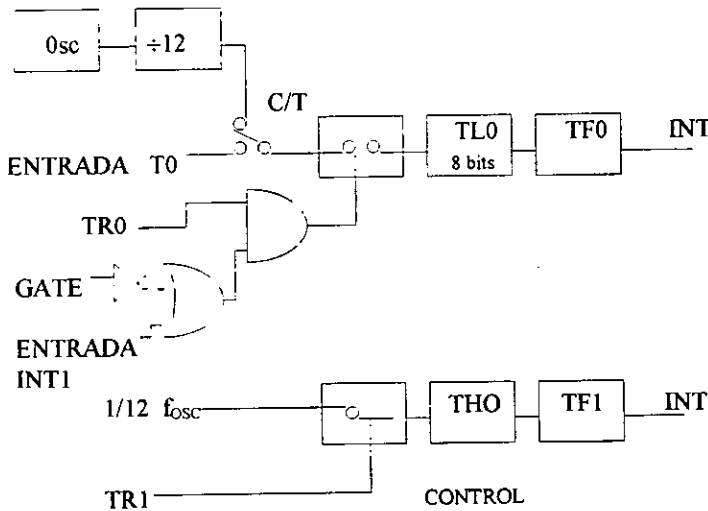 0sc
÷12
C/T
ENTRADA T0
TL0
8 bits
TF0
INT
TR0
GATE
ENTRADA
INT1
1/12 fosc
THO
TF1
INT
TR1
CONTROL